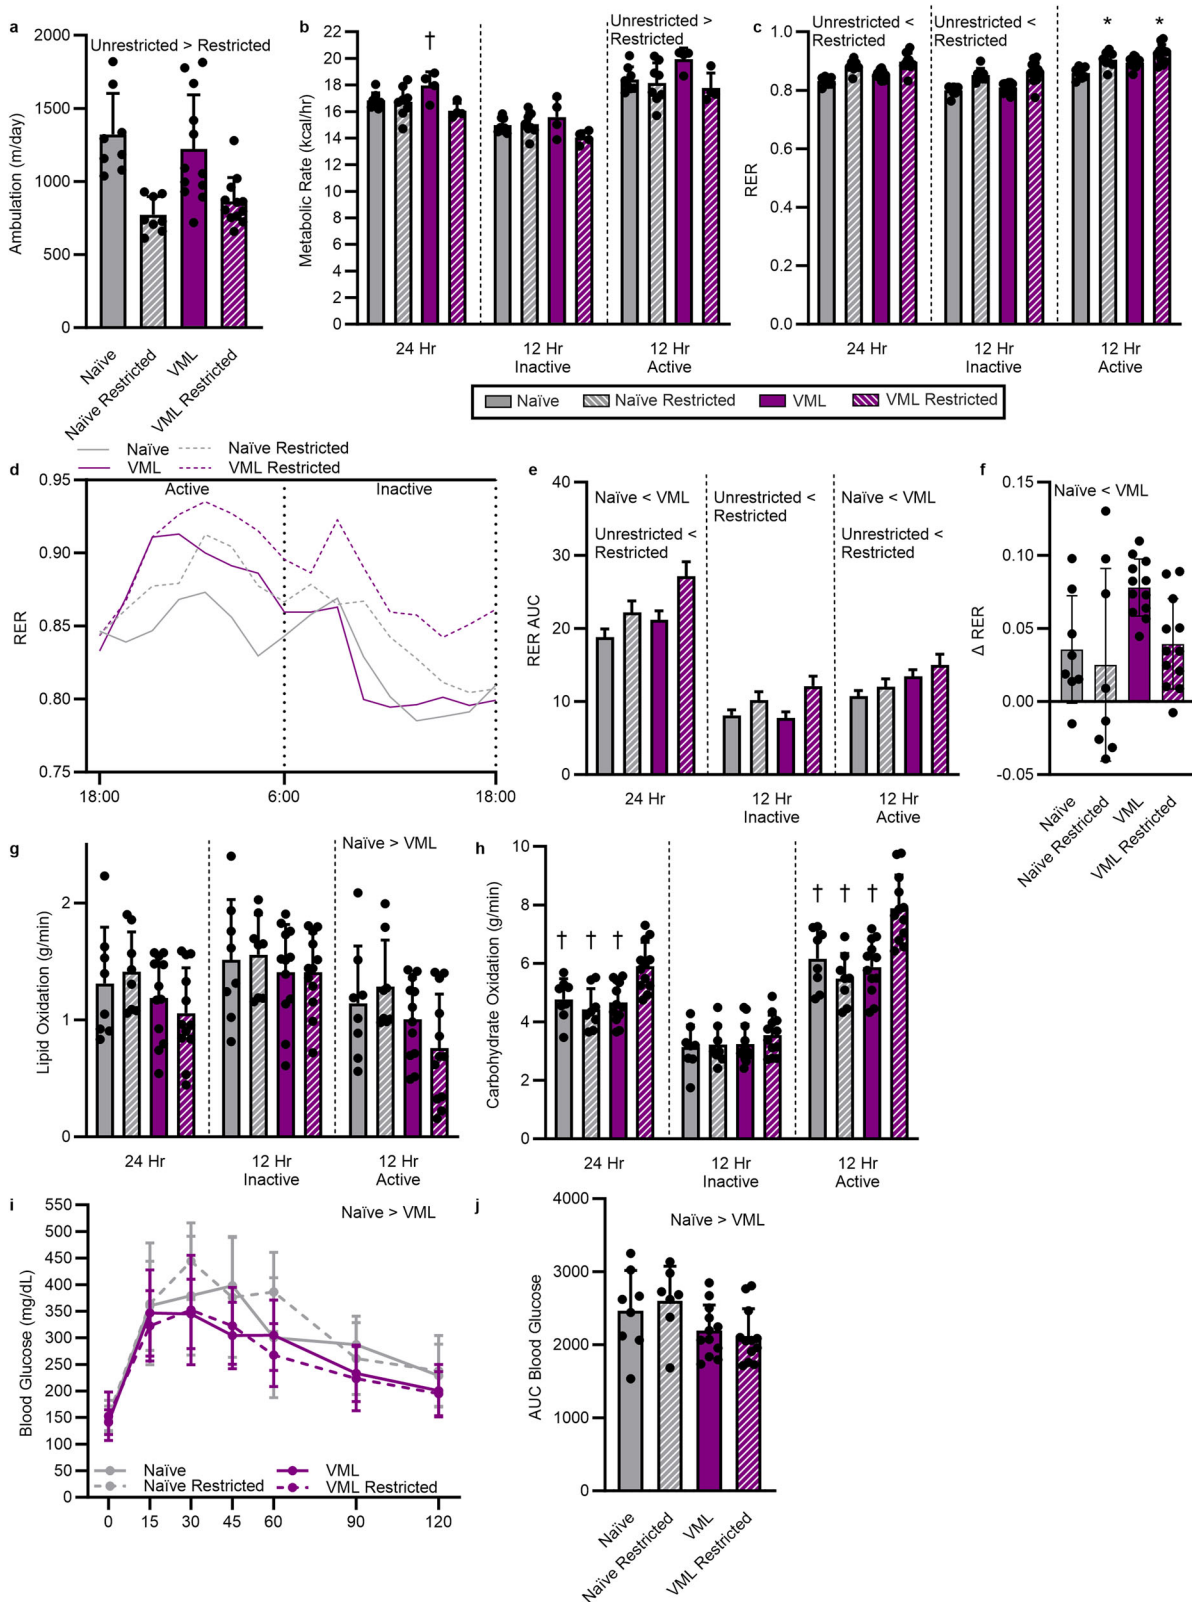 a
Unrestricted > Restricted
Ambulation (m/day)
2000
1500
1000
500
0
Naïve
Naïve Restricted
VML
VML Restricted
b
Unrestricted >
Restricted
†
Metabolic Rate (kcal/hr)
22
20
18
16
14
12
10
8
6
4
2
0
24 Hr
12 Hr
Inactive
12 Hr
Active
c
Unrestricted <
Restricted
Unrestricted <
Restricted
* *
RER
1.0
0.8
0.6
0.4
0.2
0.0
24 Hr
12 Hr
Inactive
12 Hr
Active
Naïve
Naïve Restricted
VML
VML Restricted
d
Naïve
Naïve Restricted
VML
VML Restricted
Active
Inactive
RER
0.95
0.90
0.85
0.80
0.75
18:00
6:00
18:00
e
Naïve < VML
Unrestricted <
Restricted
Unrestricted <
Restricted
Naïve < VML
Unrestricted <
Restricted
RER AUC
40
30
20
10
0
24 Hr
12 Hr
Inactive
12 Hr
Active
f
Naïve < VML
Δ RER
0.15
0.10
0.05
0.00
-0.05
Naïve
Naïve Restricted
VML
VML Restricted
g
Naïve > VML
Lipid Oxidation (g/min)
2
1
0
24 Hr
12 Hr
Inactive
12 Hr
Active
h
† † †
† † †
Carbohydrate Oxidation (g/min)
10
8
6
4
2
0
24 Hr
12 Hr
Inactive
12 Hr
Active
i
Naïve > VML
Blood Glucose (mg/dL)
550
500
450
400
350
300
250
200
150
100
50
0
Naïve
VML
Naïve Restricted
VML Restricted
0 15 30 45 60 90 120
j
Naïve > VML
AUC Blood Glucose
4000
3000
2000
1000
0
Naïve
Naïve Restricted
VML
VML Restricted